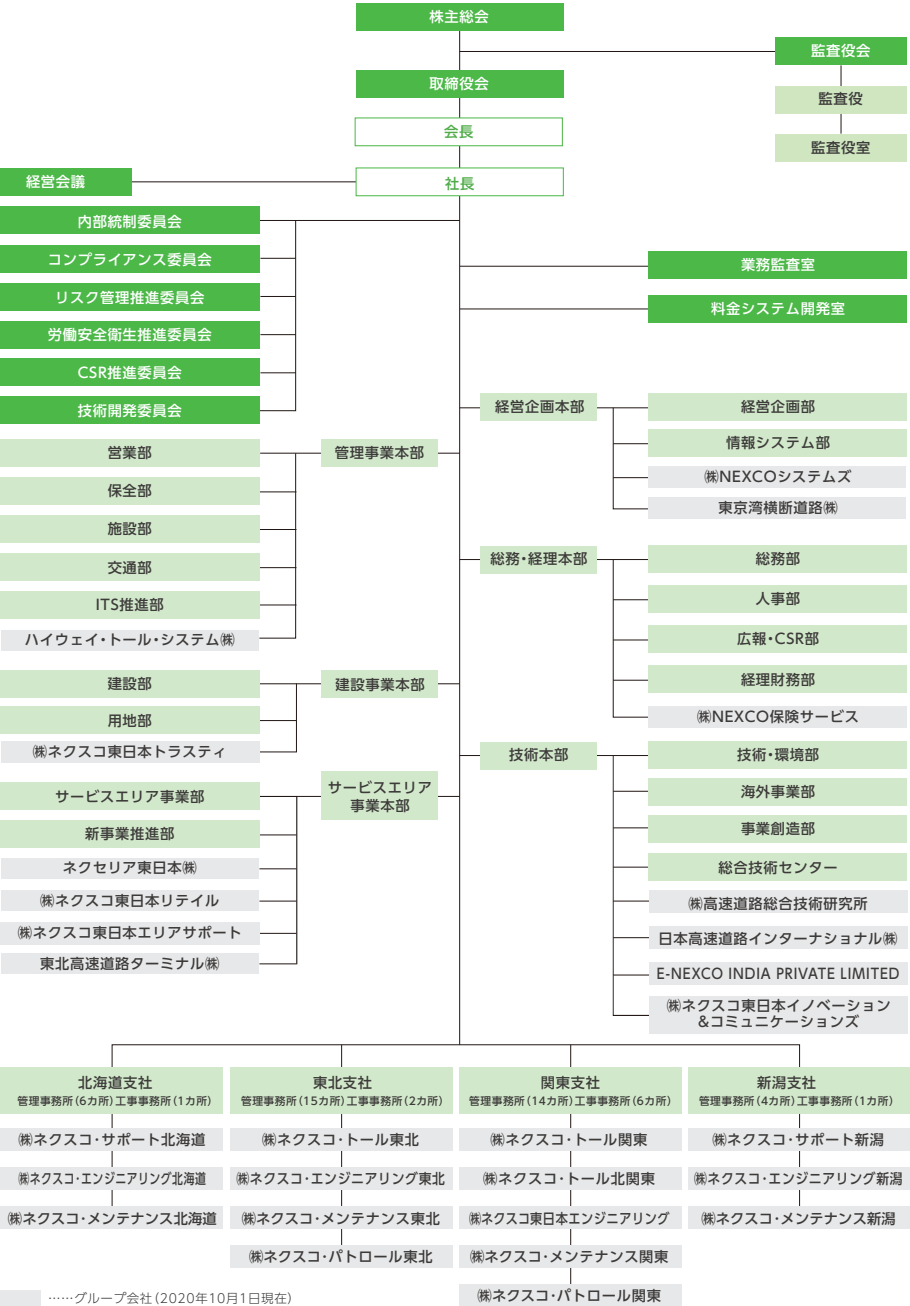 株主総会
監査役会
取締役会
監査役
会長
監査役室
経営会議
社長
内部統制委員会
コンプライアンス委員会
リスク管理推進委員会
労働安全衛生推進委員会
CSR推進委員会
技術開発委員会
業務監査室
料金システム開発室
管理事業本部
営業部
保全部
施設部
交通部
ITS推進部
ハイウェイ・トール・システム㈱
建設事業本部
建設部
用地部
㈱ネクスコ東日本トラスティ
サービスエリア
事業本部
サービスエリア事業部
新事業推進部
ネクセリア東日本㈱
㈱ネクスコ東日本リテイル
㈱ネクスコ東日本エリアサポート
東北高速道路ターミナル㈱
経営企画本部
経営企画部
情報システム部
㈱NEXCOシステムズ
東京湾横断道路㈱
総務・経理本部
総務部
人事部
広報・CSR部
経理財務部
㈱NEXCO保険サービス
技術本部
技術・環境部
海外事業部
事業創造部
総合技術センター
㈱高速道路総合技術研究所
日本高速道路インターナショナル㈱
E-NEXCO INDIA PRIVATE LIMITED
㈱ネクスコ東日本イノベーション
&コミュニケーションズ
北海道支社
管理事務所（6カ所）工事事務所（1カ所）
㈱ネクスコ・サポート北海道
㈱ネクスコ・エンジニアリング北海道
㈱ネクスコ・メンテナンス北海道
東北支社
管理事務所（15カ所）工事事務所（2カ所）
㈱ネクスコ・トール東北
㈱ネクスコ・エンジニアリング東北
㈱ネクスコ・メンテナンス東北
㈱ネクスコ・パトロール東北
関東支社
管理事務所（14カ所）工事事務所（6カ所）
㈱ネクスコ・トール関東
㈱ネクスコ・トール北関東
㈱ネクスコ東日本エンジニアリング
㈱ネクスコ・メンテナンス関東
㈱ネクスコ・パトロール関東
新潟支社
管理事務所（4カ所）工事事務所（1カ所）
㈱ネクスコ・サポート新潟
㈱ネクスコ・エンジニアリング新潟
㈱ネクスコ・メンテナンス新潟
……グループ会社（2020年10月1日現在）